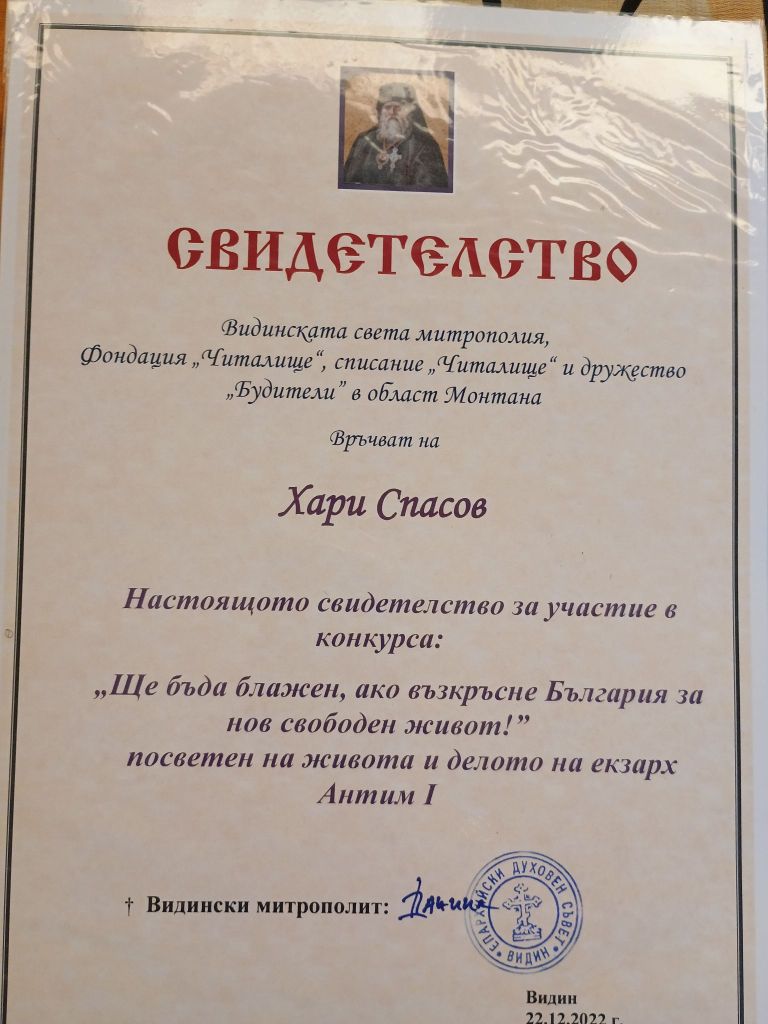 СВИДЕТЕЛСТВО
Видинската света митрополия,
Фондация „Читалище“, списание „Читалище“ и дружество
„Будители” в област Монтана
Връчват на
Хари Спасов
Настоящото свидетелство за участие в
конкурса:
„Ще бъда блажен, ако възкръсне България за
нов свободен живот!”
посветен на живота и делото на екзарх
Антим I
† Видински митрополит: Даниил
ЕПАРХИЙСКИ ДУХОВЕН СЪВЕТ
• ВИДИН •
Видин
22.12.2022 г.